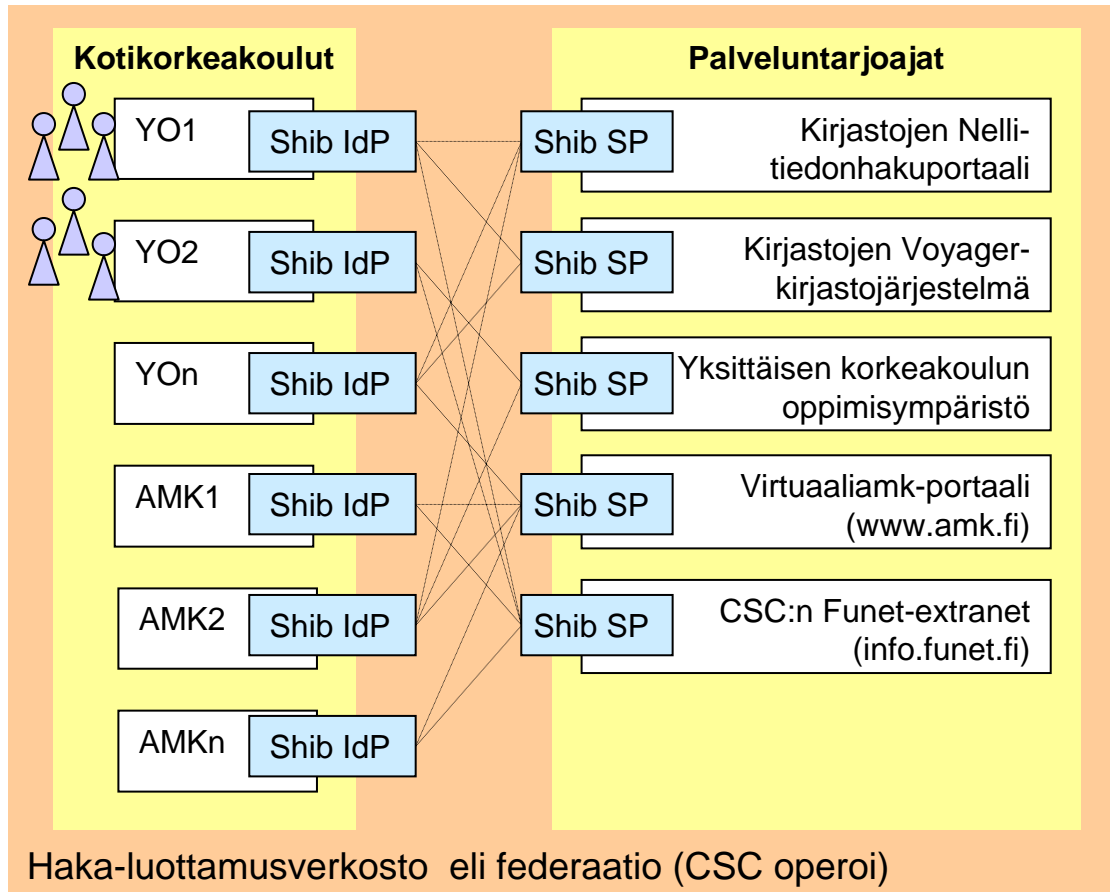 Kotikorkeakoulut
YO1
Shib IdP
YO2
Shib IdP
YOn
Shib IdP
AMK1
Shib IdP
AMK2
Shib IdP
AMKn
Shib IdP
Palveluntarjoajat
Shib SP
Kirjastojen Nelli-
tiedonhakuportaali
Shib SP
Kirjastojen Voyager-
kirjastojärjestelmä
Shib SP
Yksittäisen korkeakoulun
oppimisympäristö
Shib SP
Virtuaaliamk-portaali
(www.amk.fi)
Shib SP
CSC:n Funet-extranet
(info.funet.fi)
Haka-luottamusverkosto eli federaatio (CSC operoi)